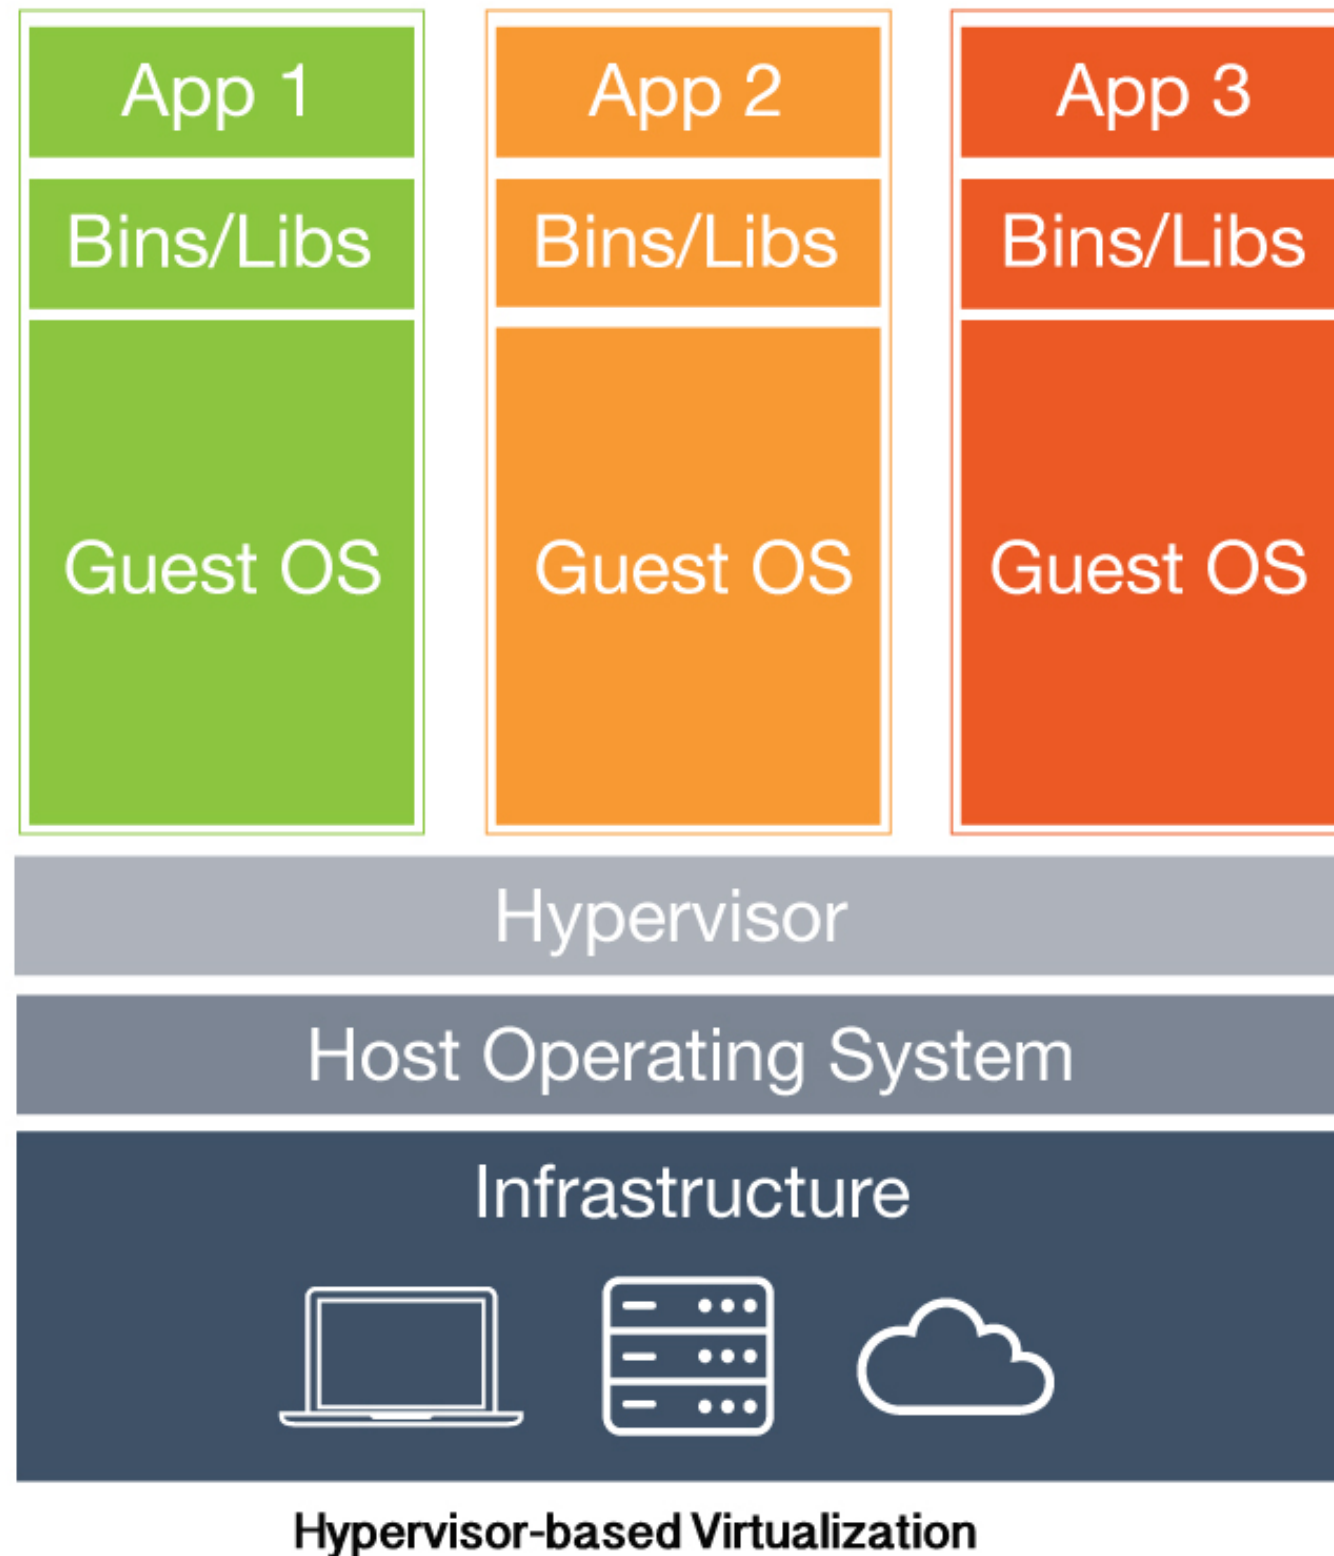 App 1
App 2
App 3
Bins/Libs
Bins/Libs
Bins/Libs
Guest OS
Guest OS
Guest OS
Hypervisor
Host Operating System
Infrastructure
Hypervisor-based Virtualization